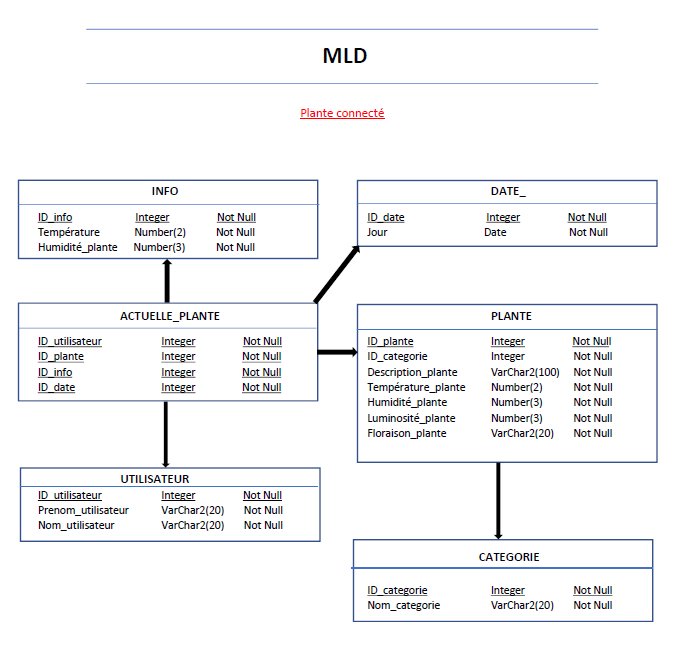 MLD
Plante connecté
INFO
ID_info Integer Not Null
Température Number(2) Not Null
Humidité_plante Number(3) Not Null
DATE_
ID_date Integer Not Null
Jour Date Not Null
ACTUELLE_PLANTE
ID_utilisateur Integer Not Null
ID_plante Integer Not Null
ID_info Integer Not Null
ID_date Integer Not Null
PLANTE
ID_plante Integer Not Null
ID_categorie Integer Not Null
Description_plante VarChar2(100) Not Null
Température_plante Number(2) Not Null
Humidité_plante Number(3) Not Null
Luminosité_plante Number(3) Not Null
Floraison_plante VarChar2(20) Not Null
UTILISATEUR
ID_utilisateur Integer Not Null
Prenom_utilisateur VarChar2(20) Not Null
Nom_utilisateur VarChar2(20) Not Null
CATEGORIE
ID_categorie Integer Not Null
Nom_categorie VarChar2(20) Not Null